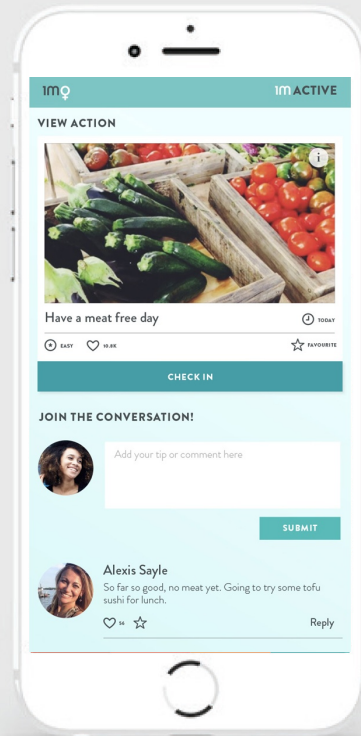 1M♀
1M ACTIVE
VIEW ACTION
i
Have a meat free day
TODAY
EASY
10.8K
FAVOURITE
CHECK IN
JOIN THE CONVERSATION!
Add your tip or comment here
SUBMIT
Alexis Sayle
So far so good, no meat yet. Going to try some tofu
sushi for lunch.
56
Reply